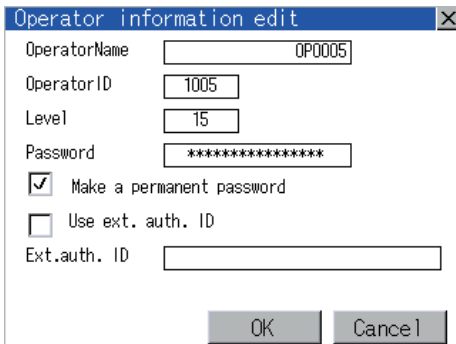 Operator information edit
OperatorName 0P0005
OperatorID 1005
Level 15
Password ****************
Make a permanent password
Use ext. auth. ID
Ext.auth. ID
OK Cancel